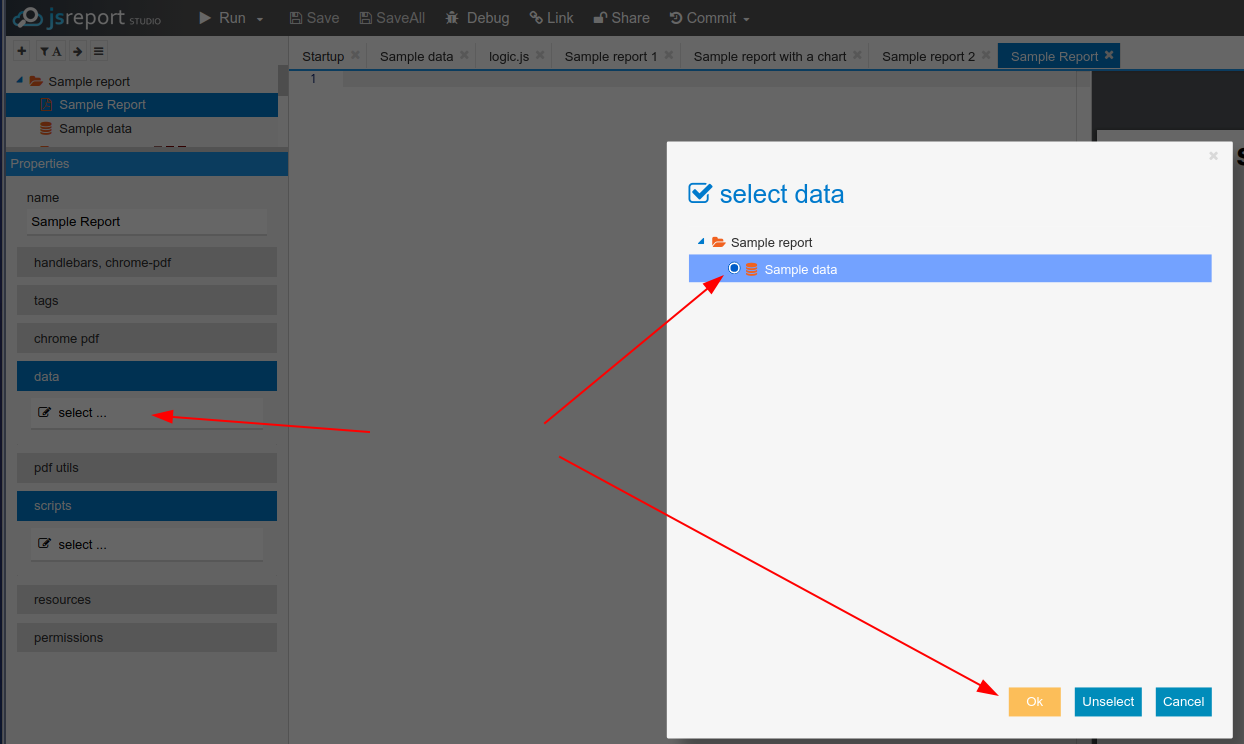 jsreport STUDIO Run Save SaveAll Debug Link Share Commit
A
Startup Sample data logic.js Sample report 1 Sample report with a chart Sample report 2 Sample Report
1
Sample report
Sample Report
Sample data
Properties
name
Sample Report
handlebars, chrome-pdf
tags
chrome pdf
data
select ...
pdf utils
scripts
select ...
resources
permissions
select data
Sample report
Sample data
Ok Unselect Cancel